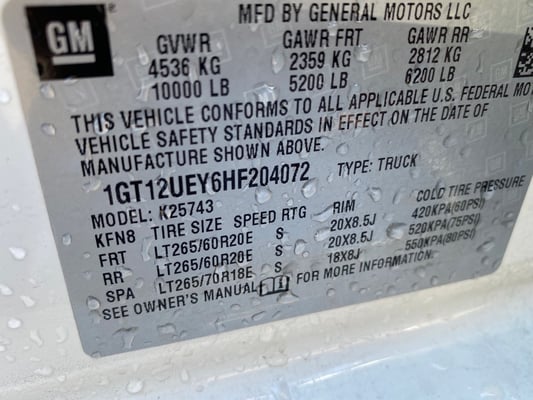 GM
MFD BY GENERAL MOTORS LLC
GVWR GAWR FRT GAWR RR
4536 KG 2359 KG 2812 KG
10000 LB 5200 LB 6200 LB
THIS VEHICLE CONFORMS TO ALL APPLICABLE U.S. FEDERAL
VEHICLE SAFETY STANDARDS IN EFFECT ON THE DATE OF
MANUFACTURE SHOWN ABOVE.
1GT12UEY6HF204072 TYPE: TRUCK
MODEL: K25743
KFN8 TIRE SIZE SPEED RTG RIM COLD TIRE PRESSURE
FRT LT265/60R20E S 20X8.5J 420KPA(60PSI)
RR LT265/60R20E S 20X8.5J 520KPA(75PSI)
SPA LT265/70R18E S 18X8J 550KPA(80PSI)
SEE OWNER'S MANUAL FOR MORE INFORMATION.